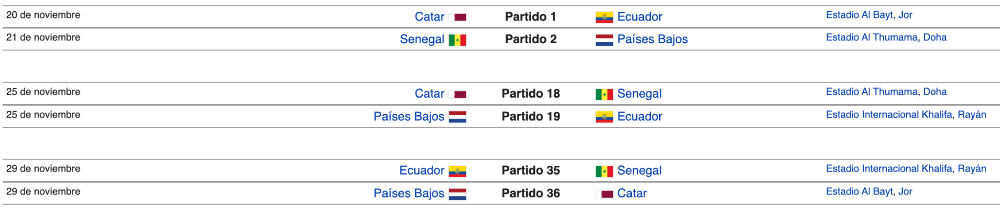 20 de noviembre Catar Partido 1 Ecuador Estadio Al Bayt, Jor
21 de noviembre Senegal Partido 2 Países Bajos Estadio Al Thumama, Doha
25 de noviembre Catar Partido 18 Senegal Estadio Al Thumama, Doha
25 de noviembre Países Bajos Partido 19 Ecuador Estadio Internacional Khalifa, Rayán
29 de noviembre Ecuador Partido 35 Senegal Estadio Internacional Khalifa, Rayán
29 de noviembre Países Bajos Partido 36 Catar Estadio Al Bayt, Jor